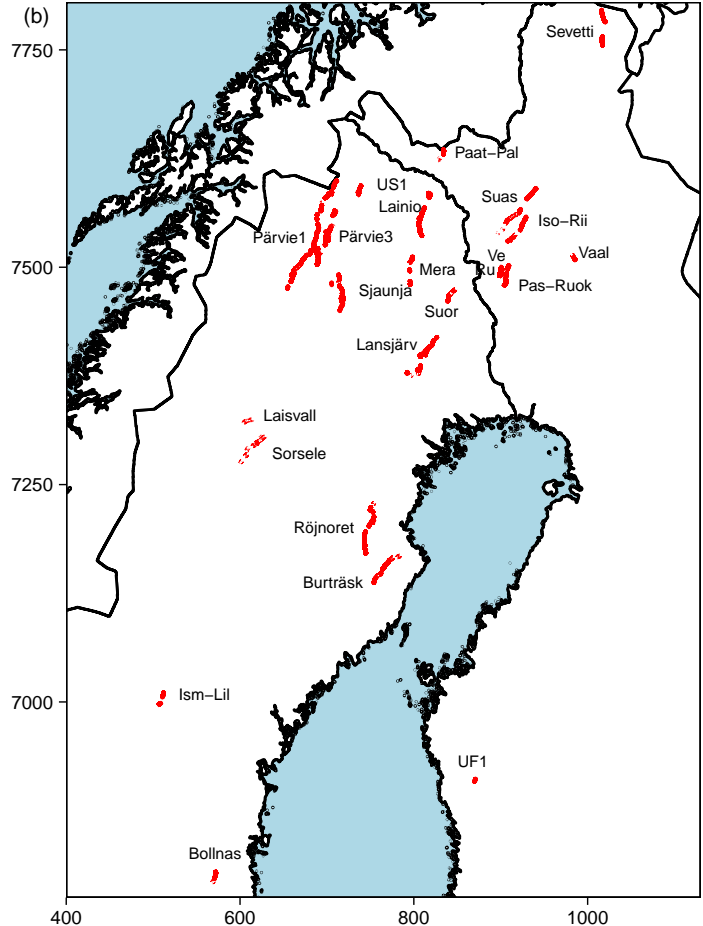 (b)
Sevetti
7750
Paat−Pal
US1
Suas
Lainio
Iso−Rii
Pärvie1
Pärvie3
Ve
Vaal
7500
Mera
Ru
Pas−Ruok
Sjaunja
Suor
Lansjärv
Laisvall
Sorsele
7250
Röjnoret
Burträsk
Ism−Lil
7000
UF1
Bollnas
400
600
800
1000